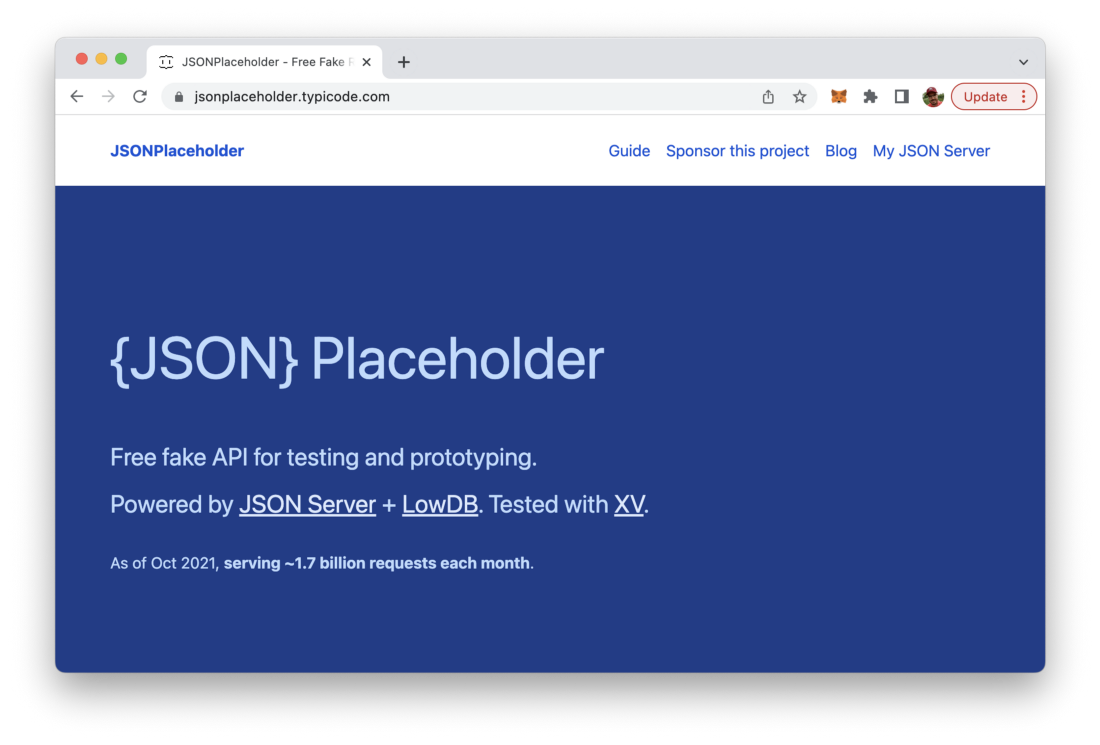 JSONPlaceholder - Free Fake
jsonplaceholder.typicode.com
Update
JSONPlaceholder
Guide Sponsor this project Blog My JSON Server
{JSON} Placeholder
Free fake API for testing and prototyping.
Powered by JSON Server + LowDB. Tested with XV.
As of Oct 2021, serving ~1.7 billion requests each month.